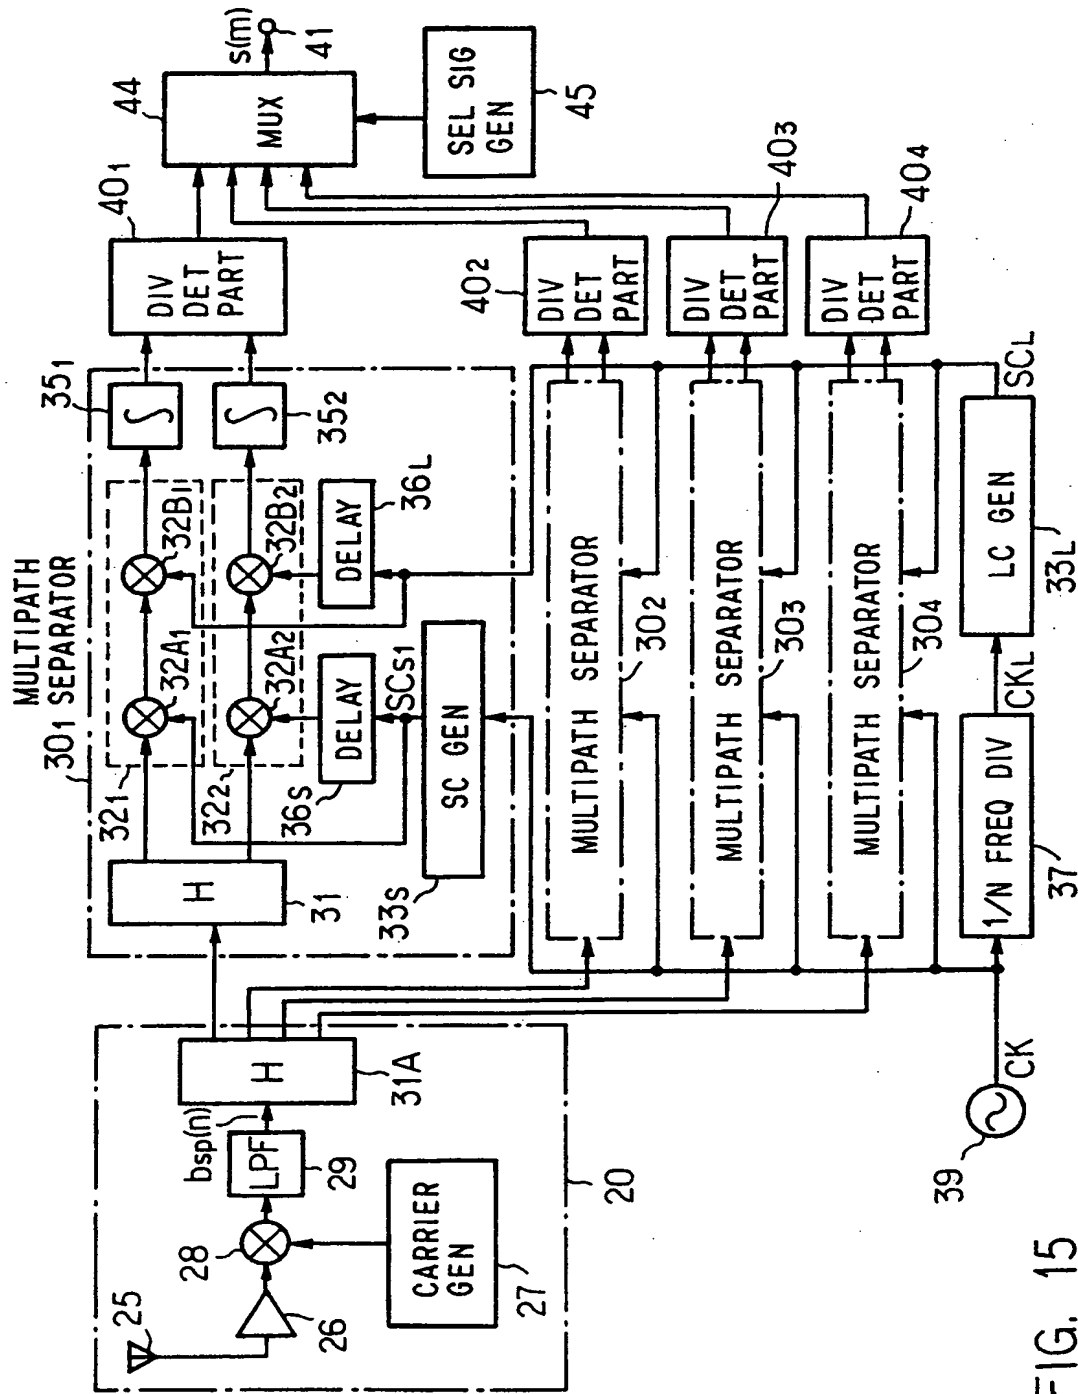 MULTIPATH
SEPARATOR
301
351
352
401
44
s(m)
41
MUX
SEL SIG
GEN
45
DIV
DET
PART
H
31
321
322
32A1
32B1
32A2
32B2
DELAY
36S
DELAY
36L
SCS1
SC GEN
33S
25
26
28
LPF
29
bsp(n)
H
31A
CARRIER
GEN
27
20
MULTIPATH SEPARATOR
302
402
DIV
DET
PART
MULTIPATH SEPARATOR
303
403
DIV
DET
PART
MULTIPATH SEPARATOR
304
404
DIV
DET
PART
39
CK
1/N FREQ DIV
37
CKL
LC GEN
33L
SCL
FIG. 15